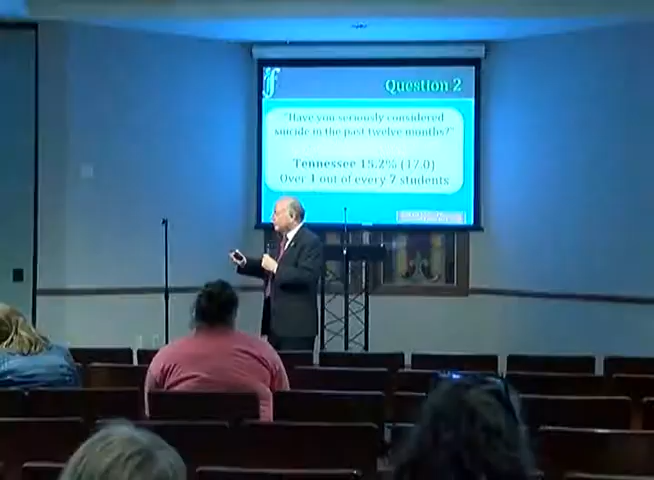 Question 2
"Have you seriously considered
suicide in the past twelve months?"
Tennessee 15.2% (17.0)
Over 1 out of every 7 students